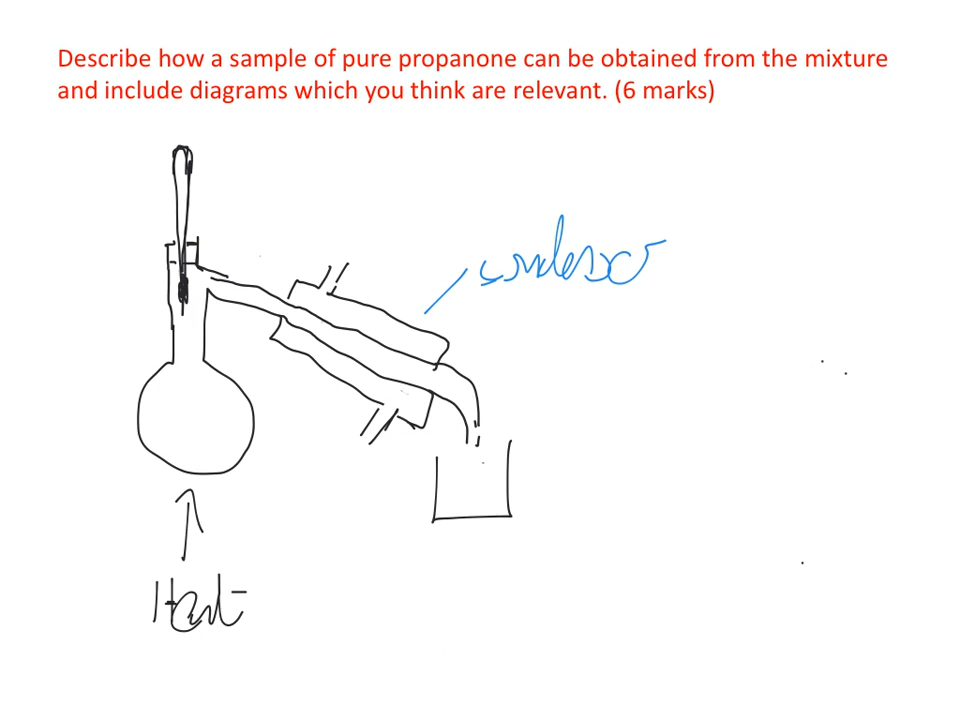 Describe how a sample of pure propanone can be obtained from the mixture
and include diagrams which you think are relevant. (6 marks)
condenser
Heat